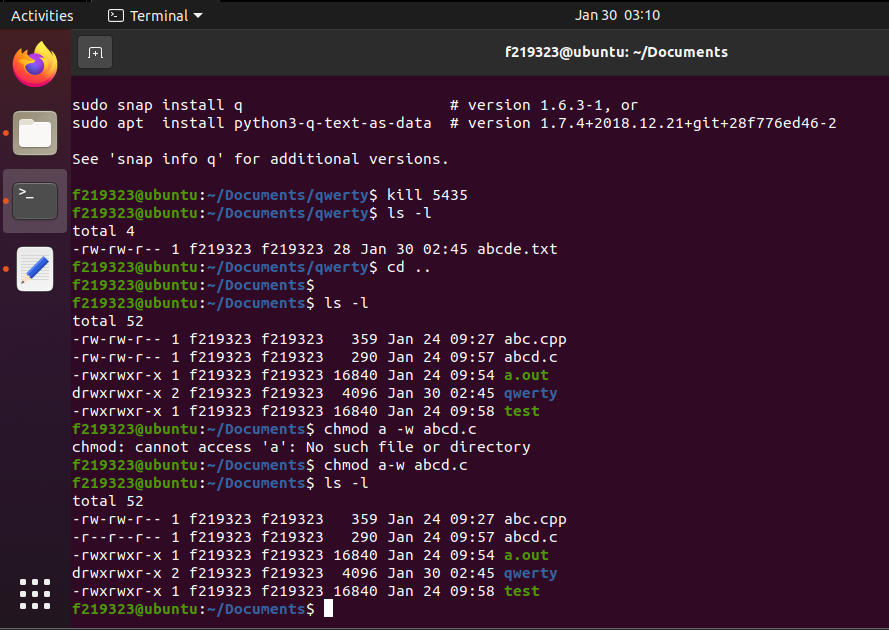 Activities
Terminal
Jan 30 03:10
f219323@ubuntu: ~/Documents
sudo snap install q                       # version 1.6.3-1, or
sudo apt  install python3-q-text-as-data  # version 1.7.4+2018.12.21+git+28f776ed46-2
See 'snap info q' for additional versions.
f219323@ubuntu:~/Documents/qwerty$ kill 5435
f219323@ubuntu:~/Documents/qwerty$ ls -l
total 4
-rw-rw-r-- 1 f219323 f219323 28 Jan 30 02:45 abcde.txt
f219323@ubuntu:~/Documents/qwerty$ cd ..
f219323@ubuntu:~/Documents$
f219323@ubuntu:~/Documents$ ls -l
total 52
-rw-rw-r-- 1 f219323 f219323   359 Jan 24 09:27 abc.cpp
-rw-rw-r-- 1 f219323 f219323   290 Jan 24 09:57 abcd.c
-rwxrwxr-x 1 f219323 f219323 16840 Jan 24 09:54 a.out
drwxrwxr-x 2 f219323 f219323  4096 Jan 30 02:45 qwerty
-rwxrwxr-x 1 f219323 f219323 16840 Jan 24 09:58 test
f219323@ubuntu:~/Documents$ chmod a -w abcd.c
chmod: cannot access 'a': No such file or directory
f219323@ubuntu:~/Documents$ chmod a-w abcd.c
f219323@ubuntu:~/Documents$ ls -l
total 52
-rw-rw-r-- 1 f219323 f219323   359 Jan 24 09:27 abc.cpp
-r--r--r-- 1 f219323 f219323   290 Jan 24 09:57 abcd.c
-rwxrwxr-x 1 f219323 f219323 16840 Jan 24 09:54 a.out
drwxrwxr-x 2 f219323 f219323  4096 Jan 30 02:45 qwerty
-rwxrwxr-x 1 f219323 f219323 16840 Jan 24 09:58 test
f219323@ubuntu:~/Documents$